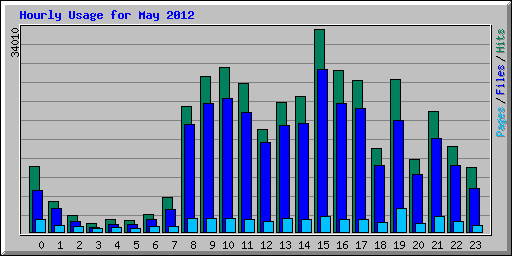 Hourly Usage for May 2012
34010
Pages / Files / Hits
0 1 2 3 4 5 6 7 8 9 10 11 12 13 14 15 16 17 18 19 20 21 22 23